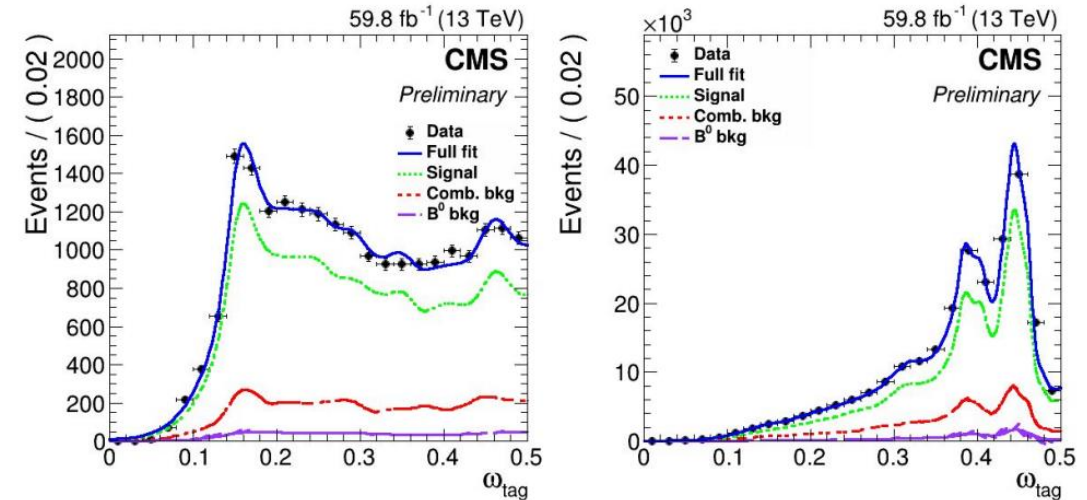 59.8 fb⁻¹ (13 TeV)
CMS
Preliminary
Data
Full fit
Signal
Comb. bkg
B⁰ bkg
Events / ( 0.02 )
2000
1800
1600
1400
1200
1000
800
600
400
200
0
0
0.1
0.2
0.3
0.4
0.5
ω_tag
×10³
59.8 fb⁻¹ (13 TeV)
CMS
Preliminary
Data
Full fit
Signal
Comb. bkg
B⁰ bkg
Events / ( 0.02 )
50
40
30
20
10
0
0
0.1
0.2
0.3
0.4
0.5
ω_tag